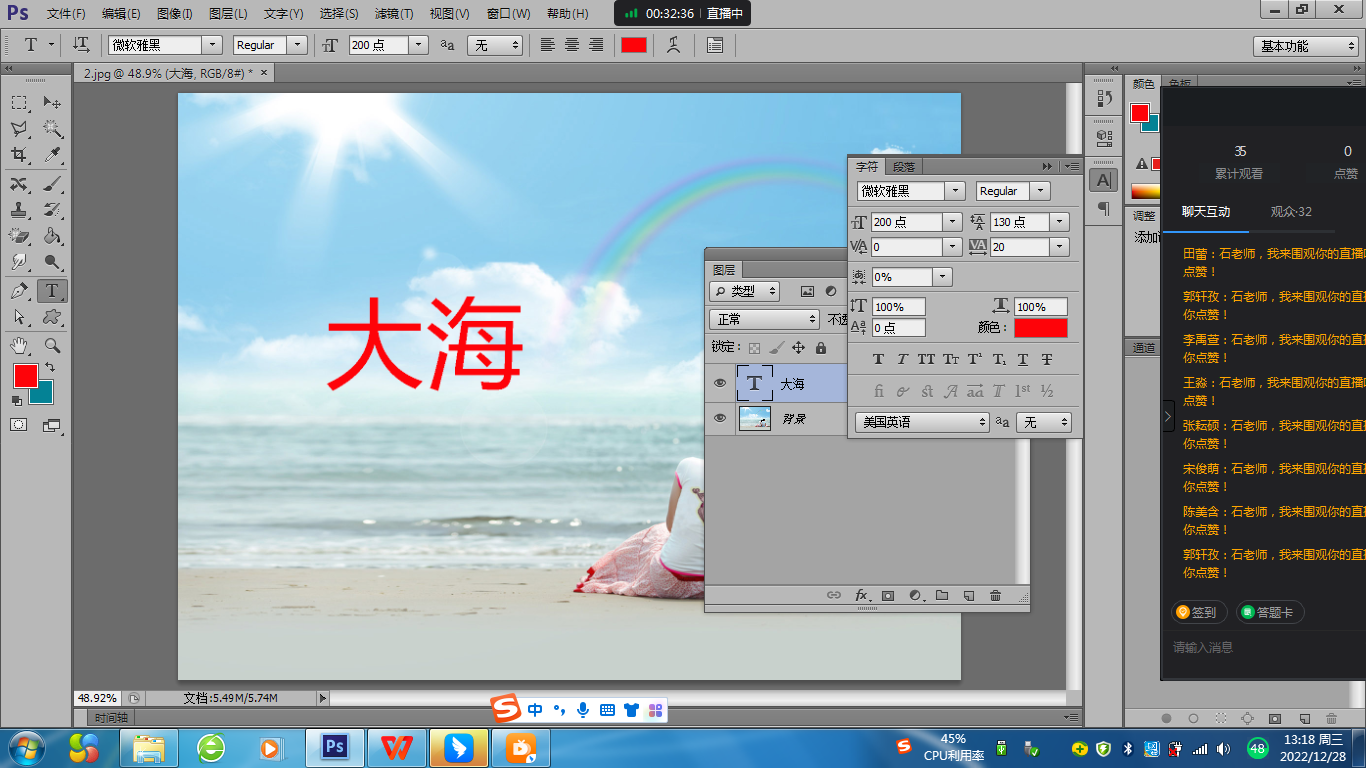 Ps 文件(F) 编辑(E) 图像(I) 图层(L) 文字(Y) 选择(S) 滤镜(T) 视图(V) 窗口(W) 帮助(H) 00:32:36 直播中
微软雅黑 Regular 200 点 aa 无 基本功能
2.jpg @ 48.9% (大海, RGB/8#) * ×
颜色 色板
35 0
累计观看 点赞
聊天互动 观众·32
田蕾：石老师，我来围观你的直播
点赞！
郭轩孜：石老师，我来围观你的直
你点赞！
李禹萱：石老师，我来围观你的直
你点赞！
王淼：石老师，我来围观你的直播
点赞！
张耘硕：石老师，我来围观你的直
你点赞！
宋俊萌：石老师，我来围观你的直播
你点赞！
陈美含：石老师，我来围观你的直
你点赞！
郭轩孜：石老师，我来围观你的直
你点赞！
签到 答题卡
请输入消息
调整
通道
大海
字符 段落
微软雅黑 Regular
200 点 130 点
0 20
0%
100% 100%
0 点 颜色：
美国英语 aa 无
图层
类型
正常
锁定：
大海
背景
48.92% 文档:5.49M/5.74M
时间轴
中
45%
CPU利用率
48
13:18 周三
2022/12/28